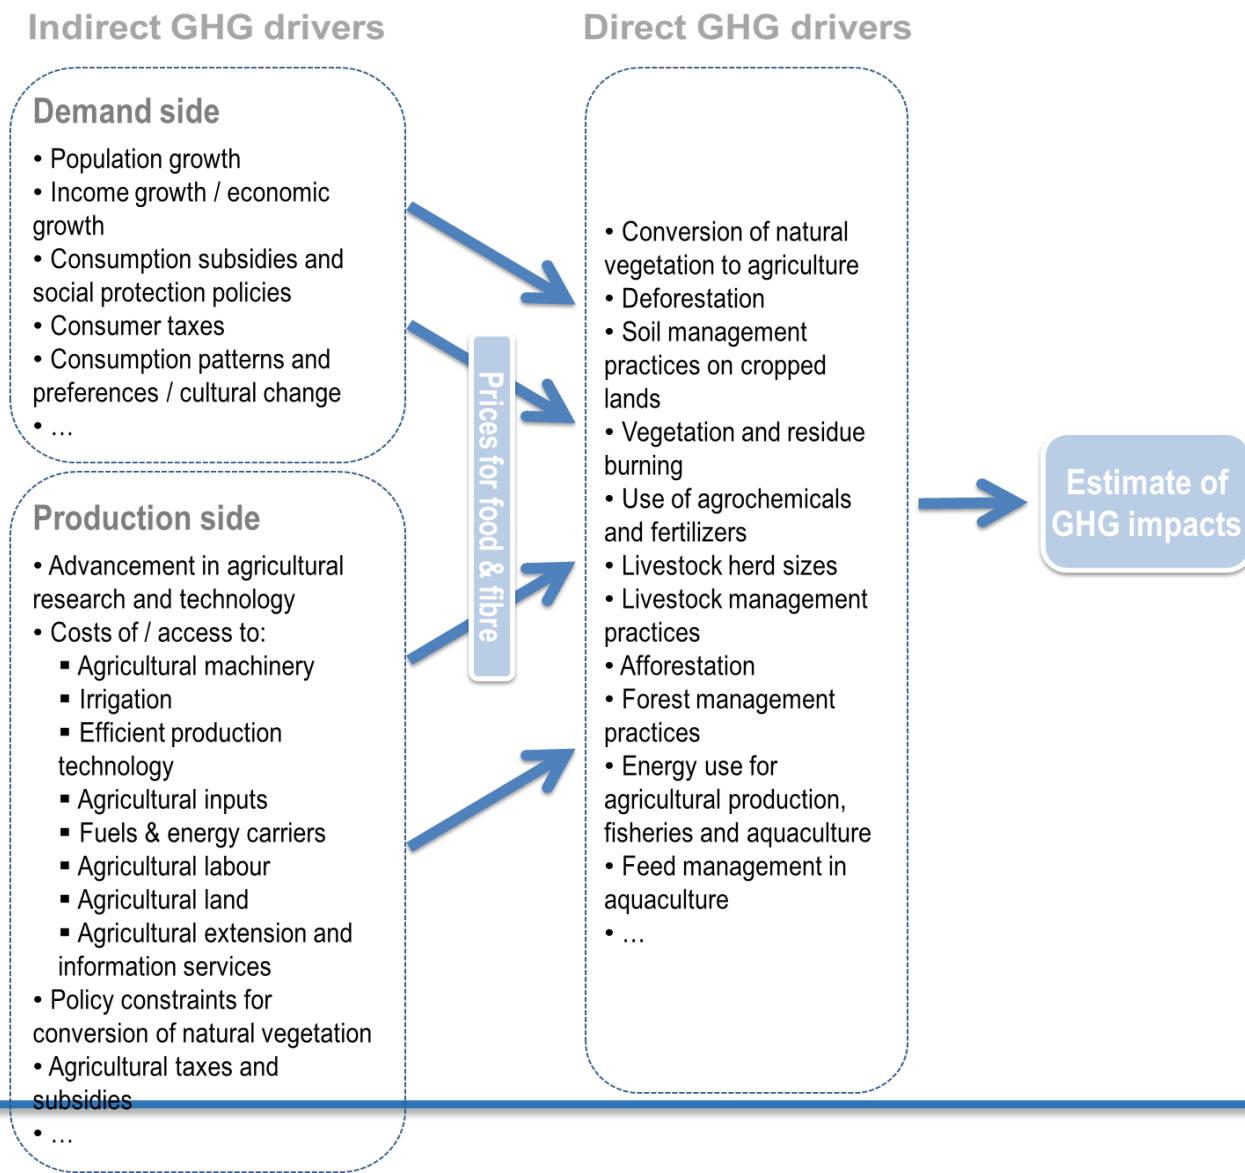 Indirect GHG drivers
Direct GHG drivers
Demand side
• Population growth
• Income growth / economic
growth
• Consumption subsidies and
social protection policies
• Consumer taxes
• Consumption patterns and
preferences / cultural change
• …
Production side
• Advancement in agricultural
research and technology
• Costs of / access to:
▪ Agricultural machinery
▪ Irrigation
▪ Efficient production
technology
▪ Agricultural inputs
▪ Fuels & energy carriers
▪ Agricultural labour
▪ Agricultural land
▪ Agricultural extension and
information services
• Policy constraints for
conversion of natural vegetation
• Agricultural taxes and
subsidies
• …
Prices for food & fibre
• Conversion of natural
vegetation to agriculture
• Deforestation
• Soil management
practices on cropped
lands
• Vegetation and residue
burning
• Use of agrochemicals
and fertilizers
• Livestock herd sizes
• Livestock management
practices
• Afforestation
• Forest management
practices
• Energy use for
agricultural production,
fisheries and aquaculture
• Feed management in
aquaculture
• …
Estimate of
GHG impacts